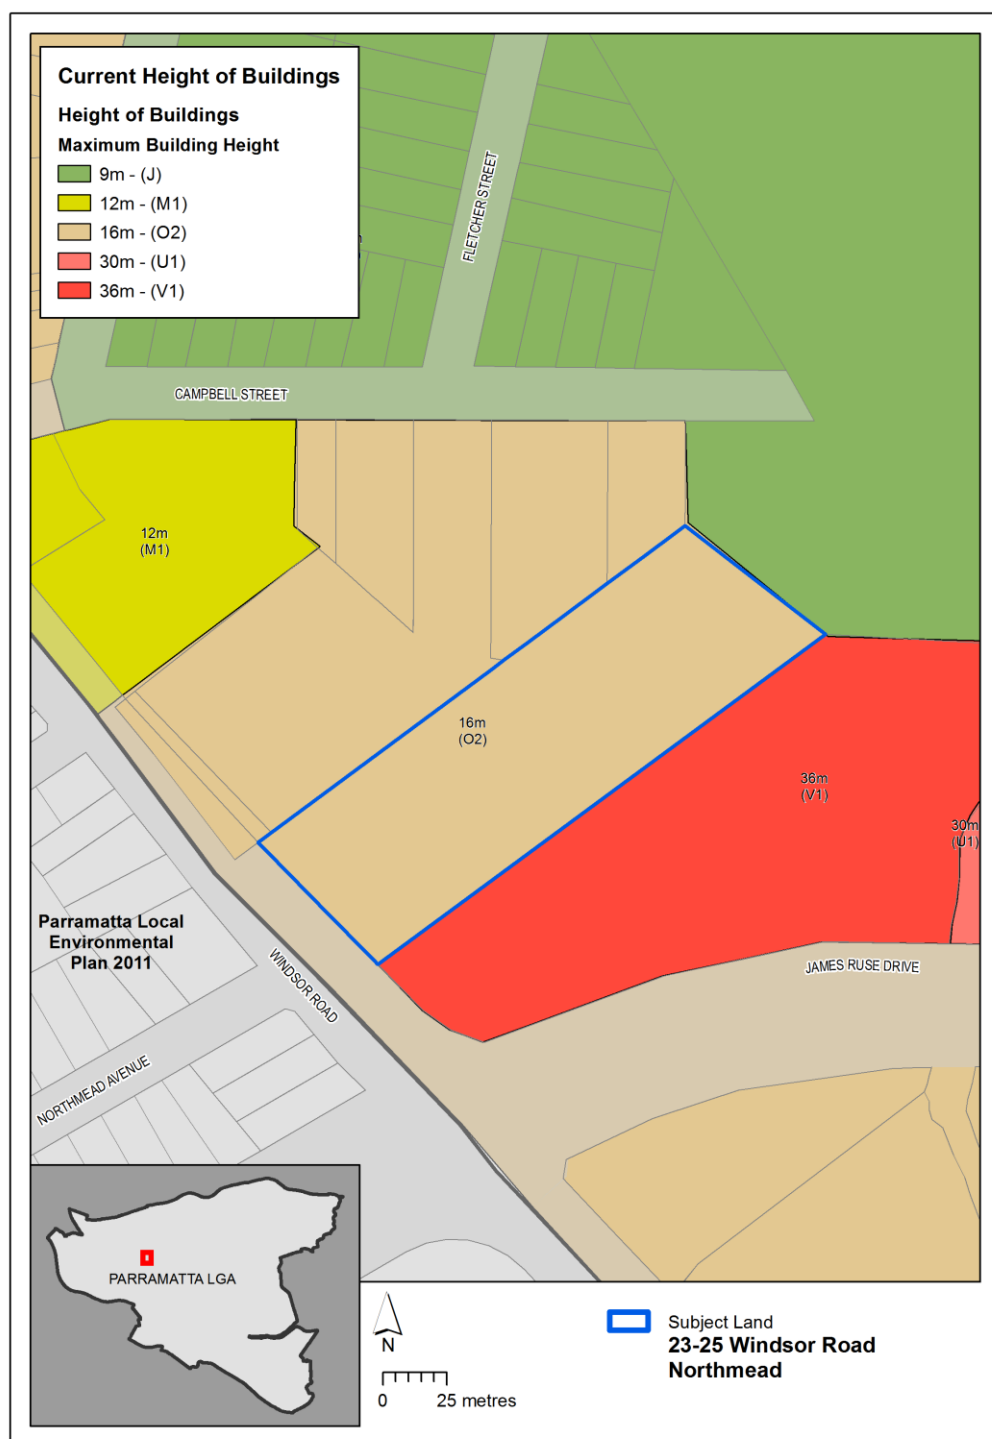 Current Height of Buildings
Height of Buildings
Maximum Building Height
9m - (J)
12m - (M1)
16m - (O2)
30m - (U1)
36m - (V1)
FLETCHER STREET
CAMPBELL STREET
12m
(M1)
16m
(O2)
36m
(V1)
30m
(U1)
Parramatta Local
Environmental
Plan 2011
WINDSOR ROAD
JAMES RUSE DRIVE
NORTHMEAD AVENUE
PARRAMATTA LGA
N
0 25 metres
Subject Land
23-25 Windsor Road
Northmead